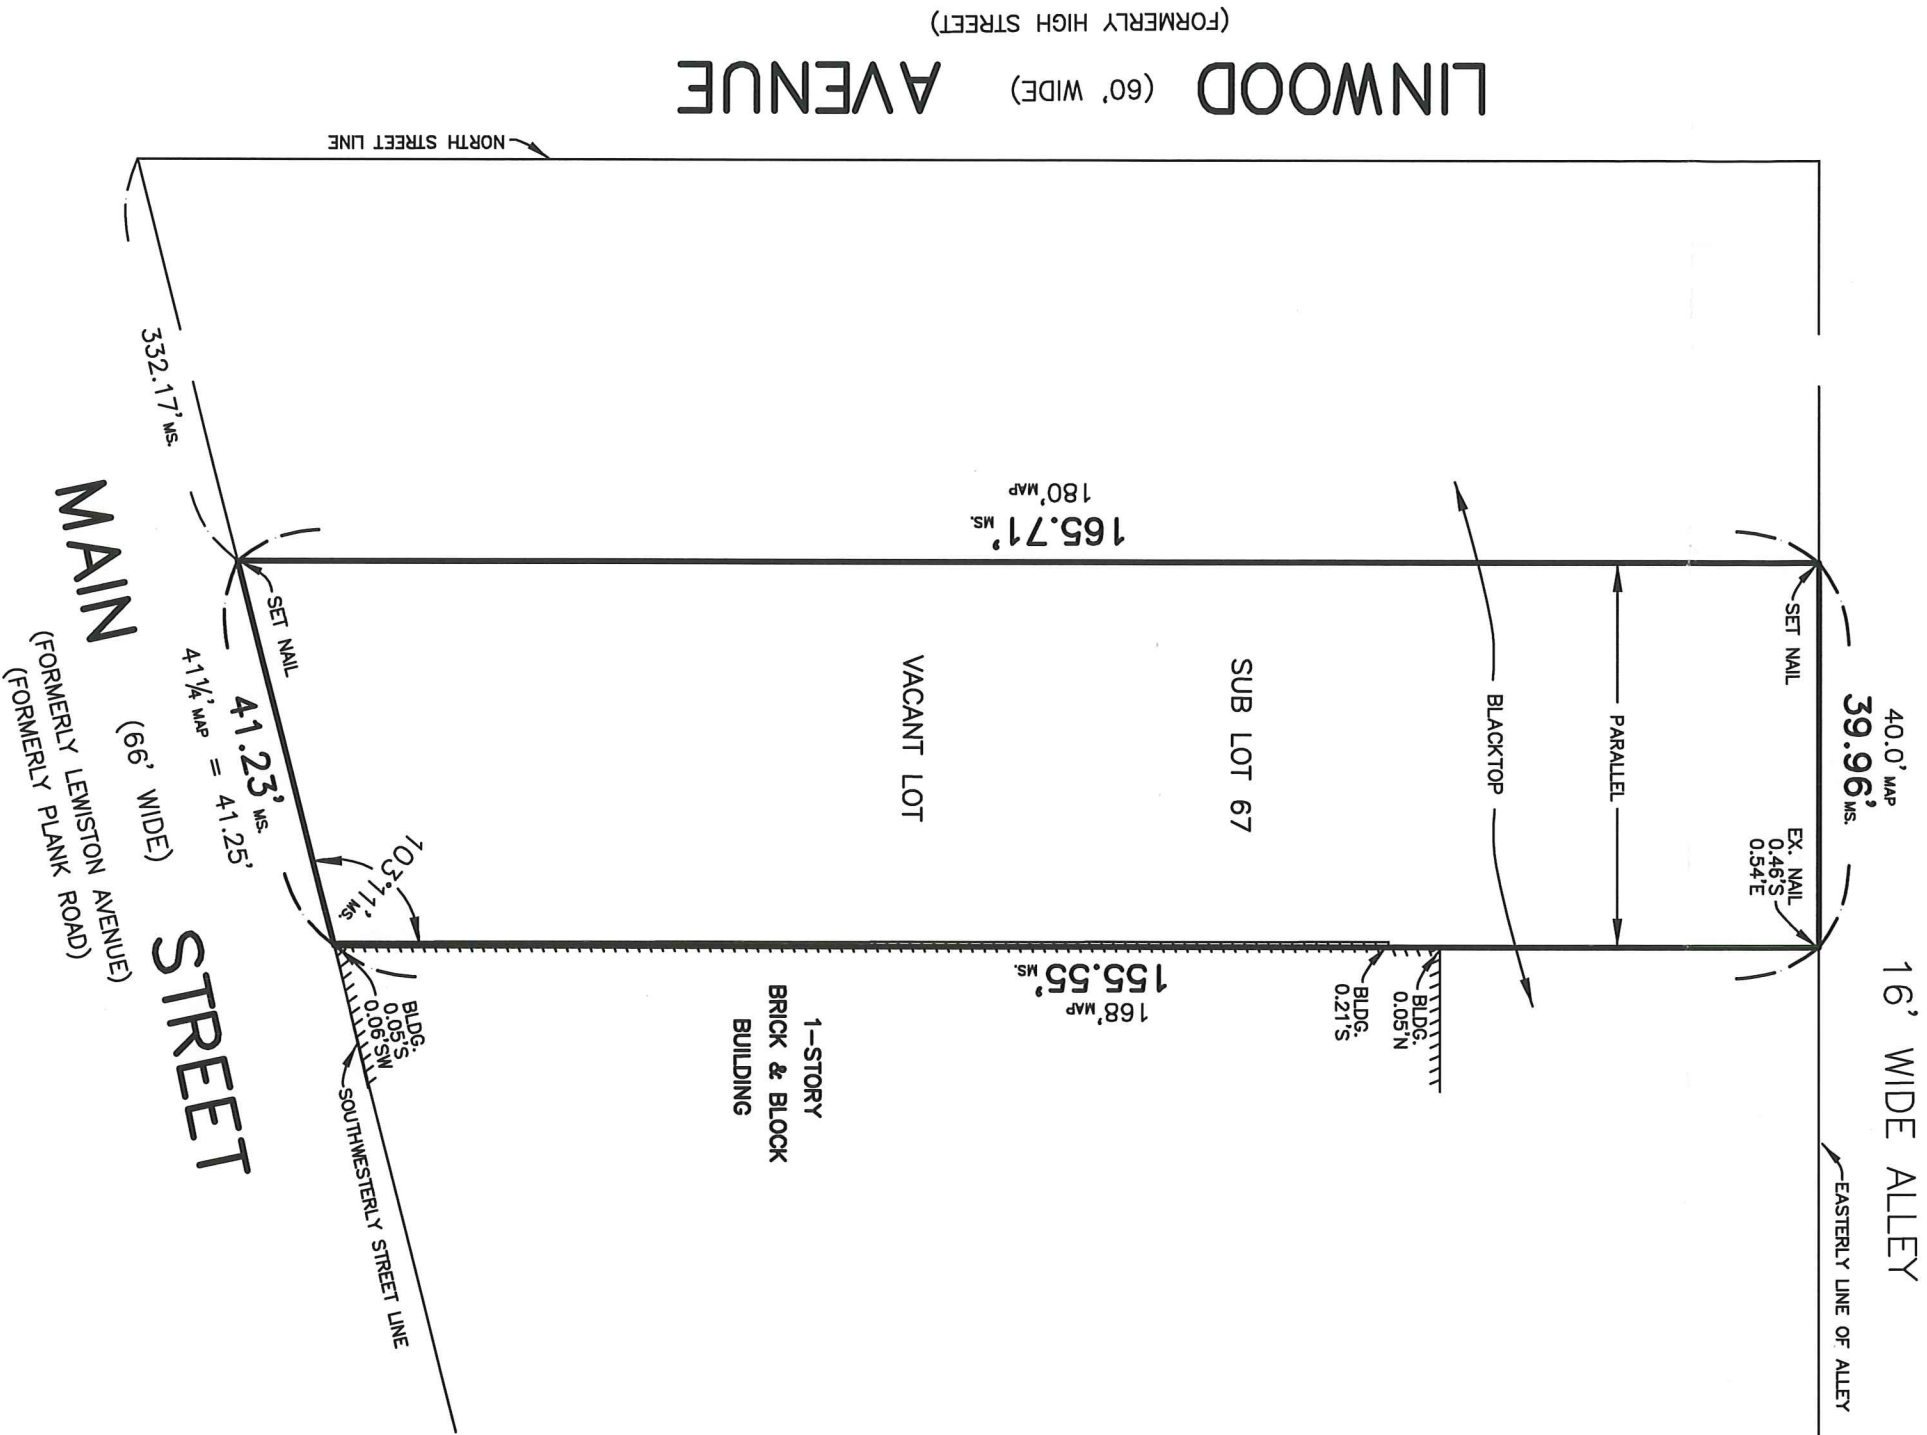 (FORMERLY HIGH STREET)
LINWOOD (60' WIDE) AVENUE
NORTH STREET LINE
332.17' MS.
180' MAP
165.71' MS.
SET NAIL
SET NAIL
40.0' MAP
39.96' MS.
EX. NAIL
0.46'S
0.54'E
16' WIDE ALLEY
EASTERLY LINE OF ALLEY
PARALLEL
BLACKTOP
SUB LOT 67
VACANT LOT
103°11' MS.
41.23' MS.
41¼' MAP = 41.25'
MAIN (66' WIDE) STREET
(FORMERLY LEWISTON AVENUE)
(FORMERLY PLANK ROAD)
155.55' MS.
168' MAP
BLDG.
0.05'N
BLDG.
0.21'S
BLDG.
0.05'S
0.06'SW
1-STORY
BRICK & BLOCK
BUILDING
SOUTHWESTERLY STREET LINE